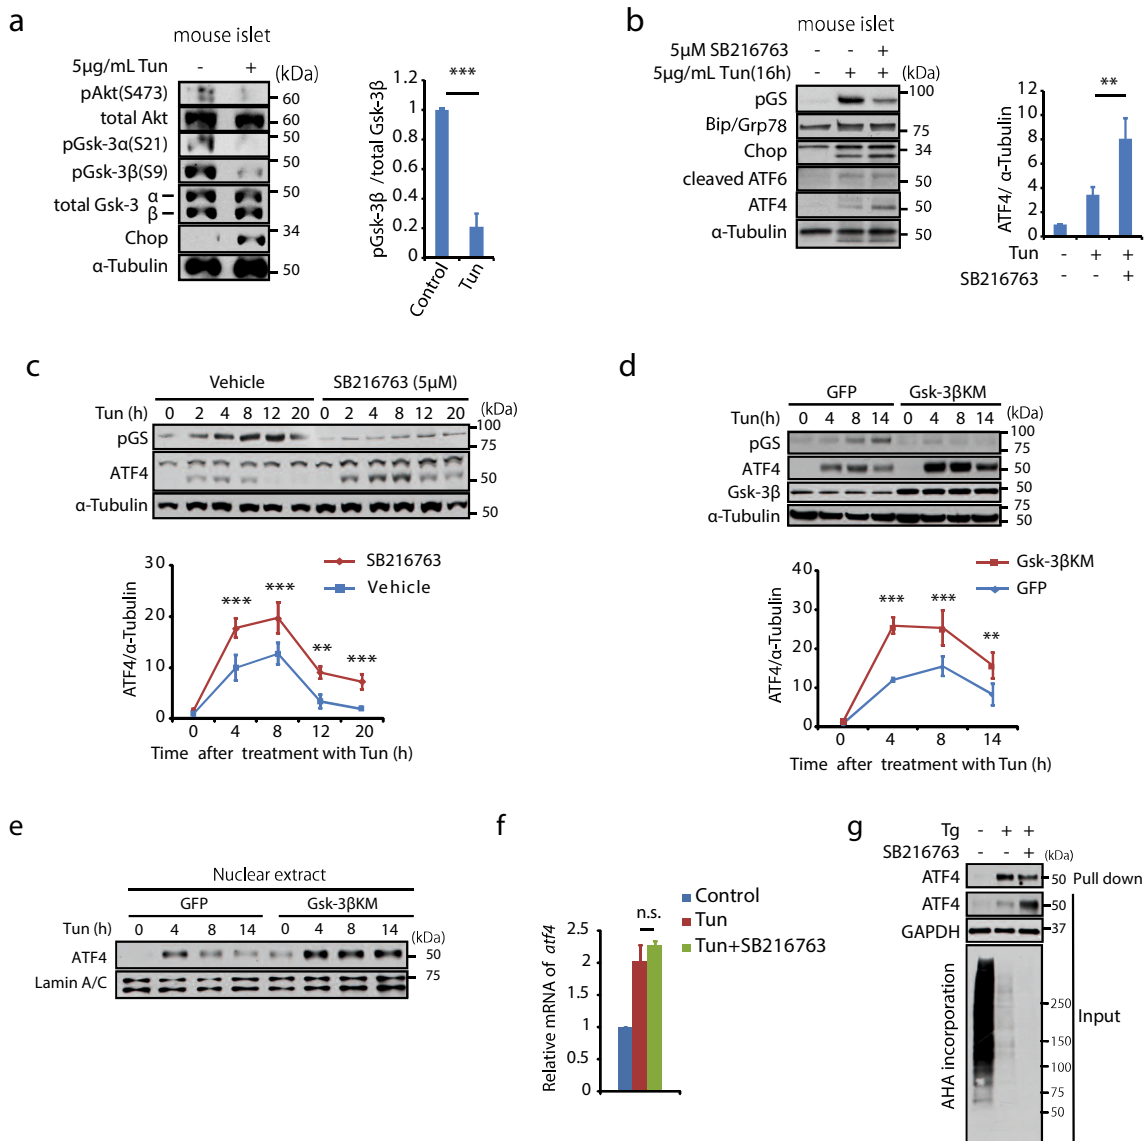 a
mouse islet
5μg/mL Tun - + (kDa)
pAkt(S473) 60
total Akt 60
pGsk-3α(S21) 50
pGsk-3β(S9) 50
total Gsk-3 α β 50
Chop 34
α-Tubulin 50
pGsk-3β /total Gsk-3β
1.2
1
0.8
0.6
0.4
0.2
0
***
Control Tun
b
mouse islet
5μM SB216763 - - +
5μg/mL Tun(16h) - + + (kDa)
pGS 100
Bip/Grp78 75
Chop 34
cleaved ATF6 50
ATF4 50
α-Tubulin 50
ATF4/ α-Tubulin
12
10
8
6
4
2
0
**
Tun - + +
SB216763 - - +
c
Vehicle SB216763 (5μM)
Tun (h) 0 2 4 8 12 20 0 2 4 8 12 20 (kDa)
pGS 100 75
ATF4 50
α-Tubulin 50
SB216763
Vehicle
ATF4/α-Tubulin
30
20
10
0
*** *** ** ***
0 4 8 12 20
Time after treatment with Tun (h)
d
GFP Gsk-3βKM
Tun(h) 0 4 8 14 0 4 8 14 (kDa)
pGS 100 75
ATF4 50
Gsk-3β 50
α-Tubulin 75 50
Gsk-3βKM
GFP
ATF4/α-Tubulin
40
30
20
10
0
*** *** **
0 4 8 14
Time after treatment with Tun (h)
e
Nuclear extract
GFP Gsk-3βKM
Tun (h) 0 4 8 14 0 4 8 14 (kDa)
ATF4 50
Lamin A/C 75
f
Control
Tun
Tun+SB216763
n.s.
Relative mRNA of atf4
2.5
2
1.5
1
0.5
0
g
Tg - + +
SB216763 - - + (kDa)
ATF4 50 Pull down
ATF4 50
GAPDH 37
AHA incorporation
250
150
100
75
50
Input